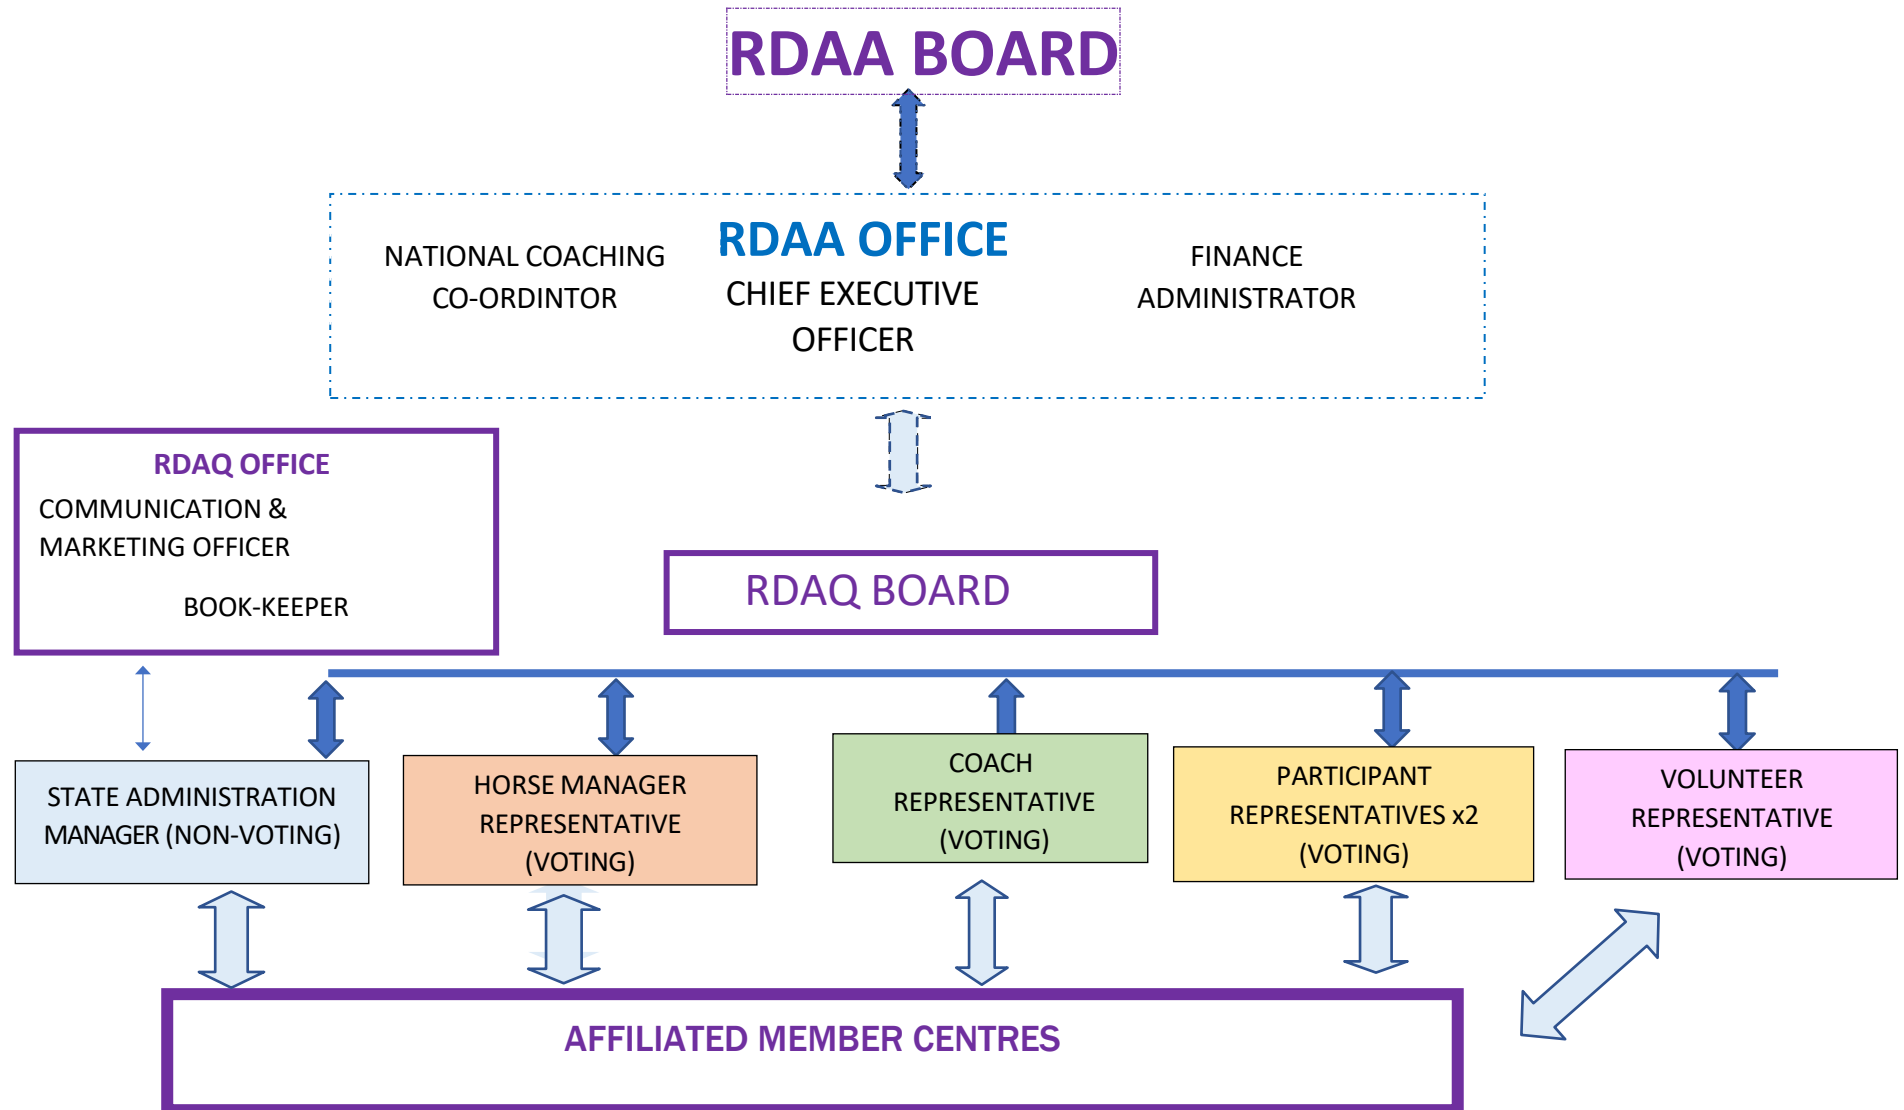 RDAA BOARD
RDAA OFFICE
NATIONAL COACHING
CO-ORDINTOR
CHIEF EXECUTIVE
OFFICER
FINANCE
ADMINISTRATOR
RDAQ OFFICE
COMMUNICATION &
MARKETING OFFICER
BOOK-KEEPER
RDAQ BOARD
STATE ADMINISTRATION
MANAGER (NON-VOTING)
HORSE MANAGER
REPRESENTATIVE
(VOTING)
COACH
REPRESENTATIVE
(VOTING)
PARTICIPANT
REPRESENTATIVES x2
(VOTING)
VOLUNTEER
REPRESENTATIVE
(VOTING)
AFFILIATED MEMBER CENTRES